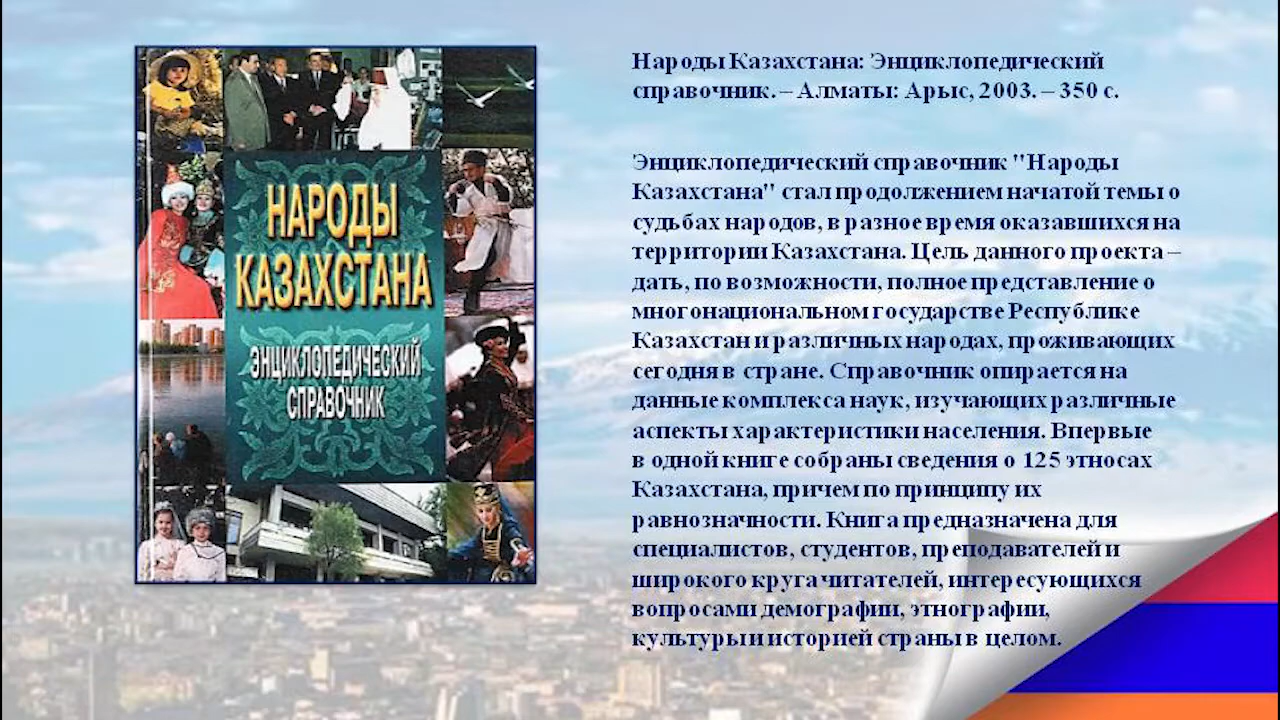 НАРОДЫ
КАЗАХСТАНА
ЭНЦИКЛОПЕДИЧЕСКИЙ
СПРАВОЧНИК
Народы Казахстана: Энциклопедический
справочник. – Алматы: Арыс, 2003. – 350 с.
Энциклопедический справочник "Народы
Казахстана" стал продолжением начатой темы о
судьбах народов, в разное время оказавшихся на
территории Казахстана. Цель данного проекта –
дать, по возможности, полное представление о
многонациональном государстве Республике
Казахстан и различных народах, проживающих
сегодня в стране. Справочник опирается на
данные комплекса наук, изучающих различные
аспекты характеристики населения. Впервые
в одной книге собраны сведения о 125 этносах
Казахстана, причем по принципу их
равнозначности. Книга предназначена для
специалистов, студентов, преподавателей и
широкого круга читателей, интересующихся
вопросами демографии, этнографии,
культуры и историей страны в целом.